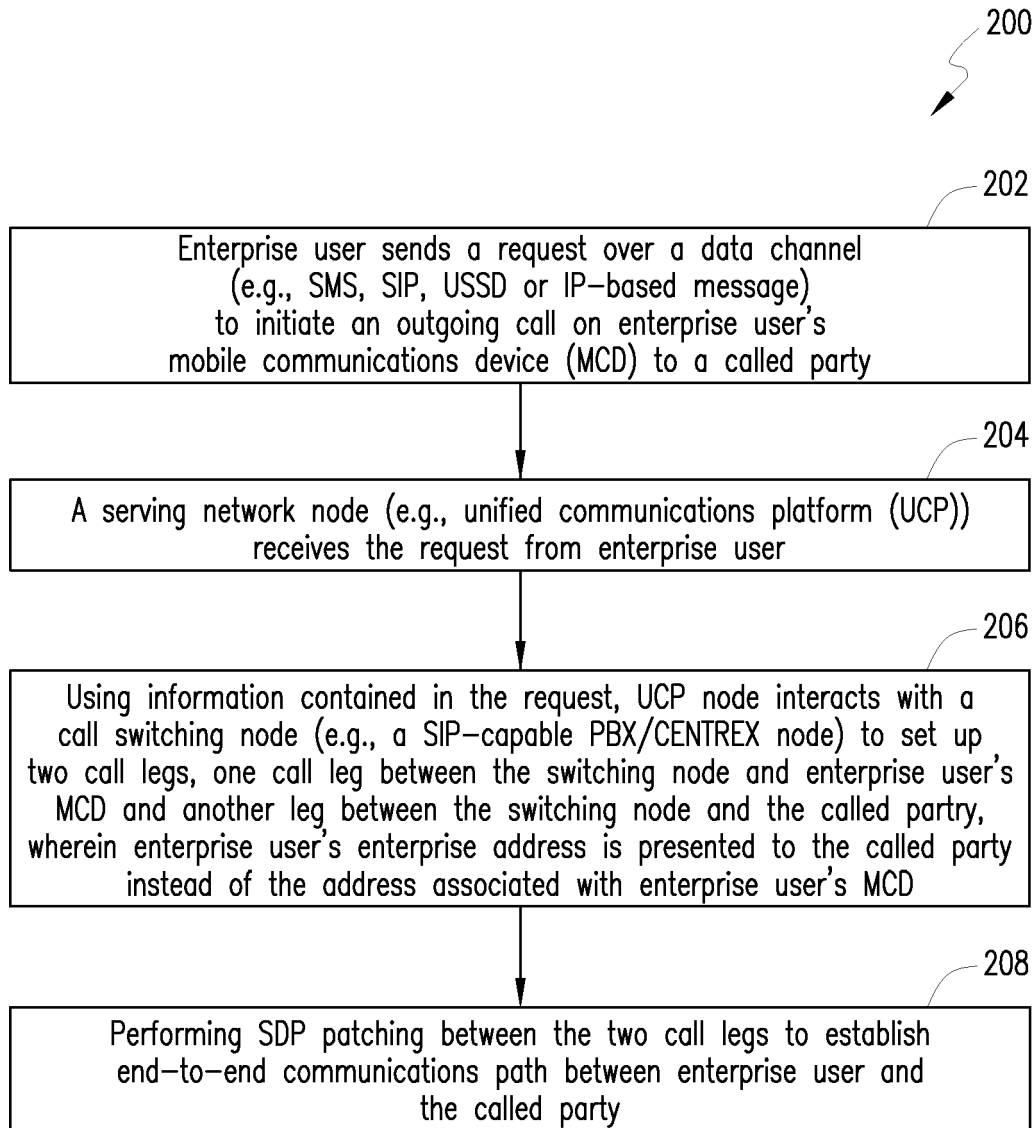 200
202
Enterprise user sends a request over a data channel
(e.g., SMS, SIP, USSD or IP-based message)
to initiate an outgoing call on enterprise user's
mobile communications device (MCD) to a called party
204
A serving network node (e.g., unified communications platform (UCP))
receives the request from enterprise user
206
Using information contained in the request, UCP node interacts with a
call switching node (e.g., a SIP-capable PBX/CENTREX node) to set up
two call legs, one call leg between the switching node and enterprise user's
MCD and another leg between the switching node and the called partry,
wherein enterprise user's enterprise address is presented to the called party
instead of the address associated with enterprise user's MCD
208
Performing SDP patching between the two call legs to establish
end-to-end communications path between enterprise user and
the called party